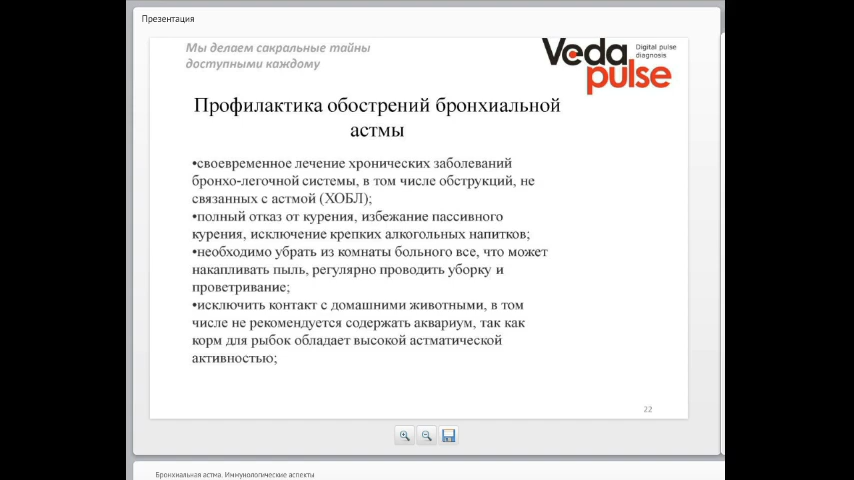 Презентация
Мы делаем сакральные тайны
доступными каждому
Veda
pulse
Digital pulse
diagnosis
Профилактика обострений бронхиальной
астмы
•своевременное лечение хронических заболеваний
бронхо-легочной системы, в том числе обструкций, не
связанных с астмой (ХОБЛ);
•полный отказ от курения, избежание пассивного
курения, исключение крепких алкогольных напитков;
•необходимо убрать из комнаты больного все, что может
накапливать пыль, регулярно проводить уборку и
проветривание;
•исключить контакт с домашними животными, в том
числе не рекомендуется содержать аквариум, так как
корм для рыбок обладает высокой астматической
активностью;
22
Бронхиальная астма. Иммунологические аспекты